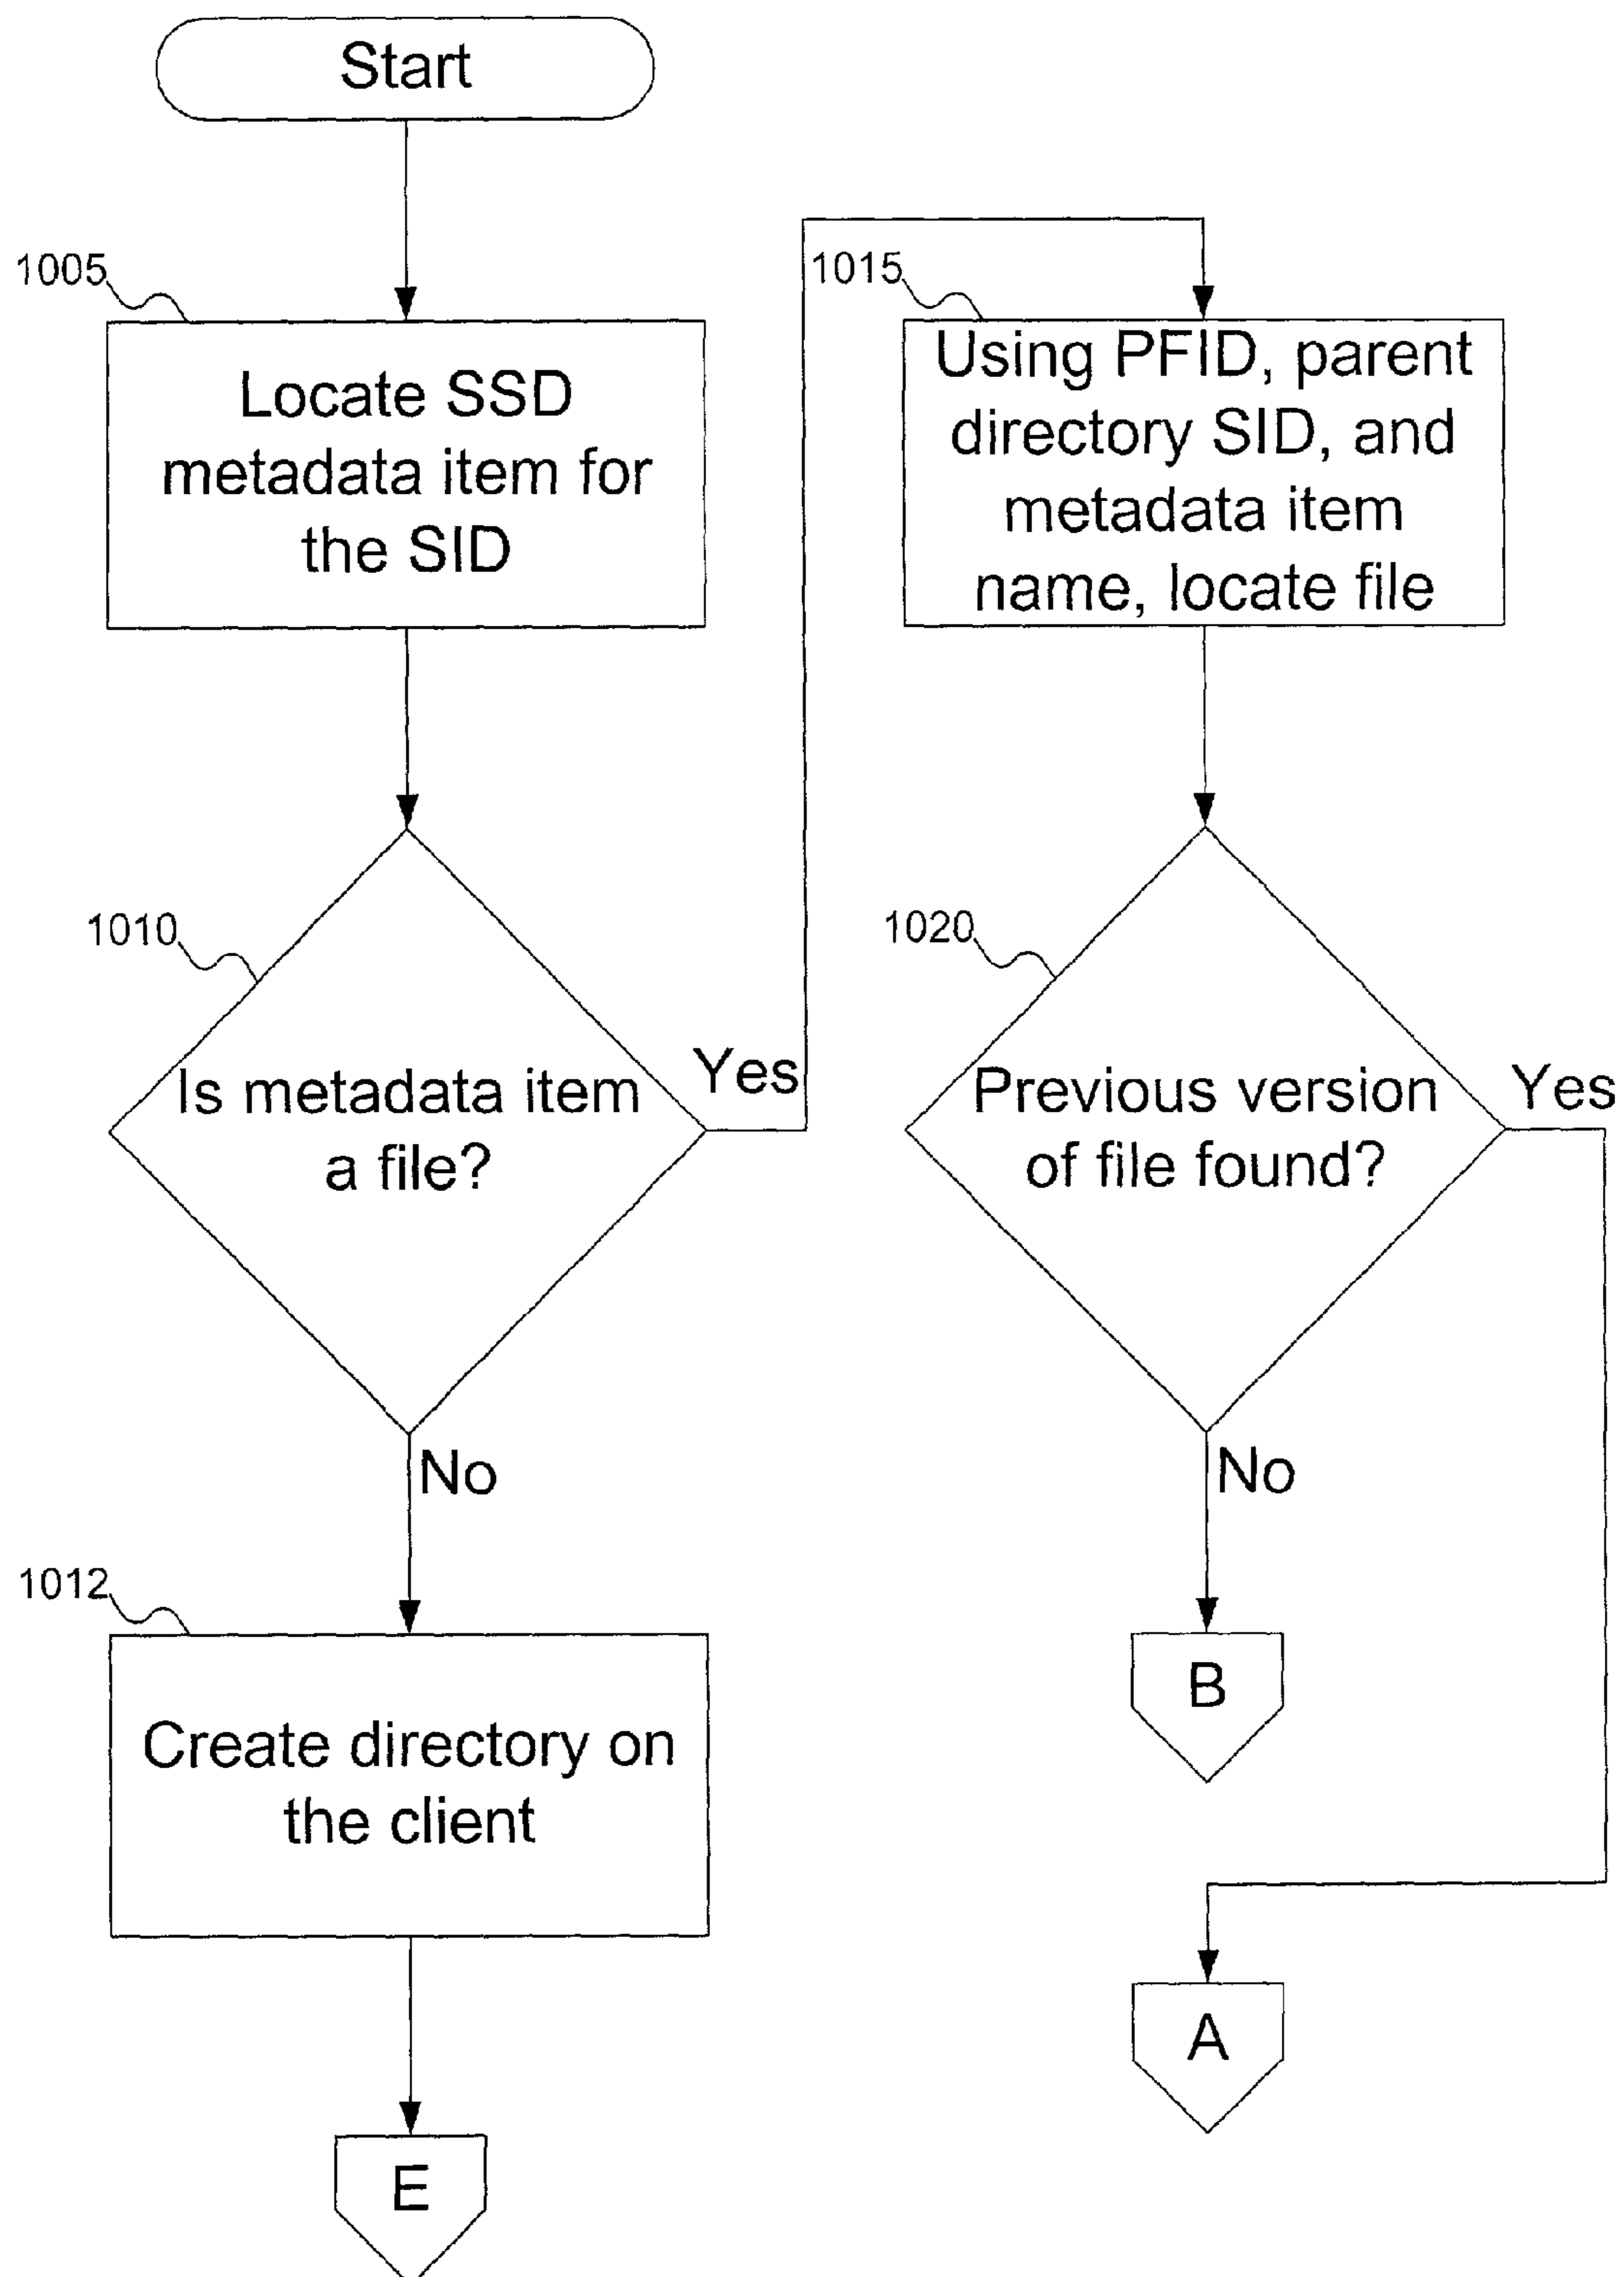 Start
1005
Locate SSD
metadata item for
the SID
1010
Is metadata item
a file?
Yes
No
1012
Create directory on
the client
E
1015
Using PFID, parent
directory SID, and
metadata item
name, locate file
1020
Previous version
of file found?
Yes
No
B
A